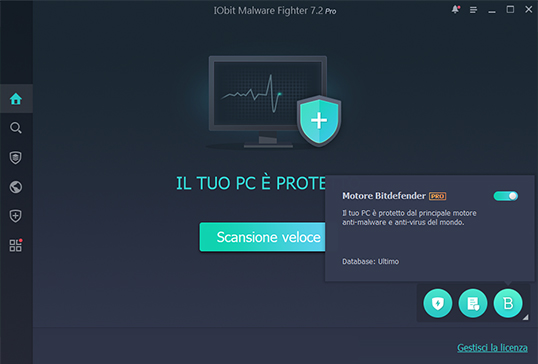 IObit Malware Fighter 7.2 Pro
IL TUO PC È PROTE
Scansione veloce
Motore Bitdefender PRO
Il tuo PC è protetto dal principale motore
anti-malware e anti-virus del mondo.
Database: Ultimo
B
Gestisci la licenza